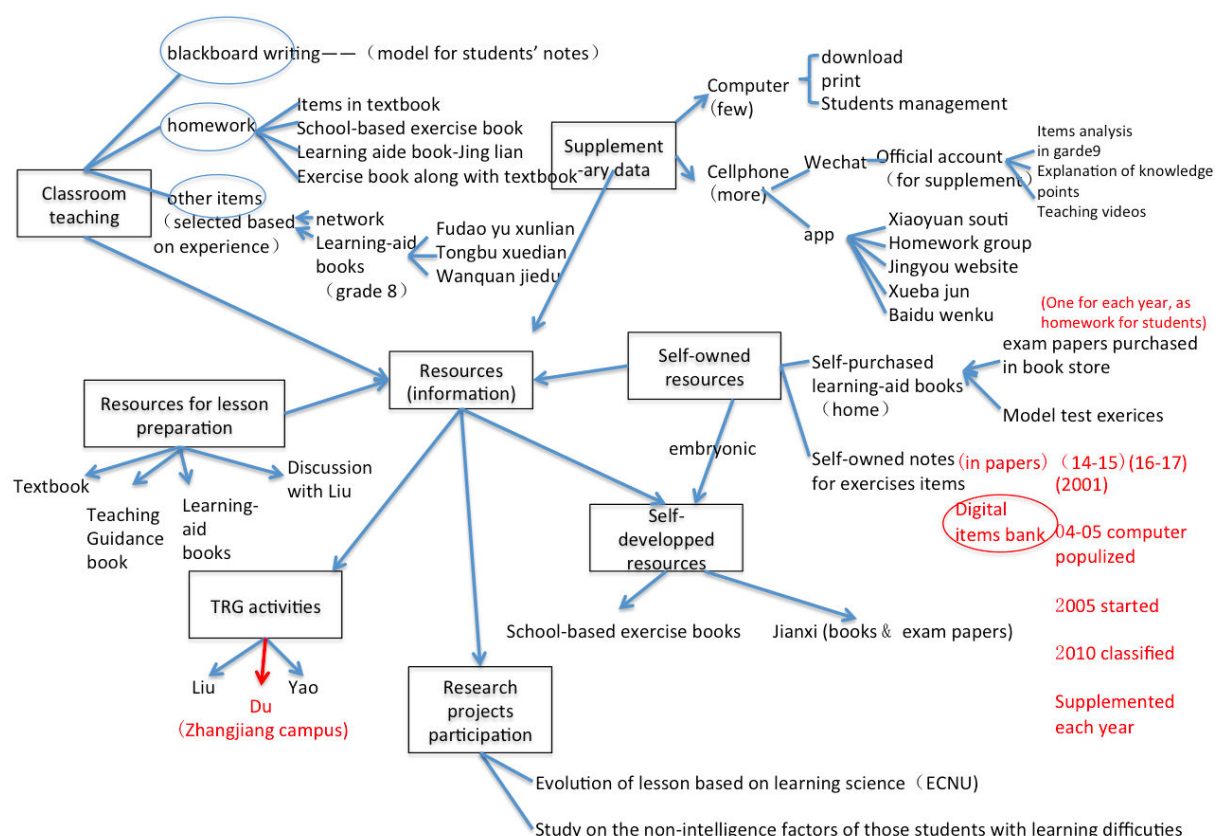 blackboard writing——（model for students’ notes）
homework
Items in textbook
School-based exercise book
Learning aide book-Jing lian
Exercise book along with textbook
Classroom
teaching
other items
（selected based
on experience）
network
Learning-aid
books
（grade 8）
Fudao yu xunlian
Tongbu xuedian
Wanquan jiedu
Supplement
-ary data
Computer
(few)
download
print
Students management
Cellphone
(more)
Wechat
Official account
（for supplement）
Items analysis
in garde9
Explanation of knowledge
points
Teaching videos
app
Xiaoyuan souti
Homework group
Jingyou website
Xueba jun
Baidu wenku
Resources
(information)
Self-owned
resources
Self-purchased
learning-aid books
（home）
(One for each year, as
homework for students)
exam papers purchased
in book store
Model test exerices
Self-owned notes
for exercises items
(in papers)
（14-15）(16-17)
(2001)
Digital
items bank
04-05 computer
populized
2005 started
2010 classified
Supplemented
each year
Resources for lesson
preparation
Textbook
Teaching
Guidance
book
Learning-
aid
books
Discussion
with Liu
embryonic
Self-
developped
resources
School-based exercise books
Jianxi (books & exam papers)
TRG activities
Liu
Du
（Zhangjiang campus)
Yao
Research
projects
participation
Evolution of lesson based on learning science（ECNU)
Study on the non-intelligence factors of those students with learning difficuties